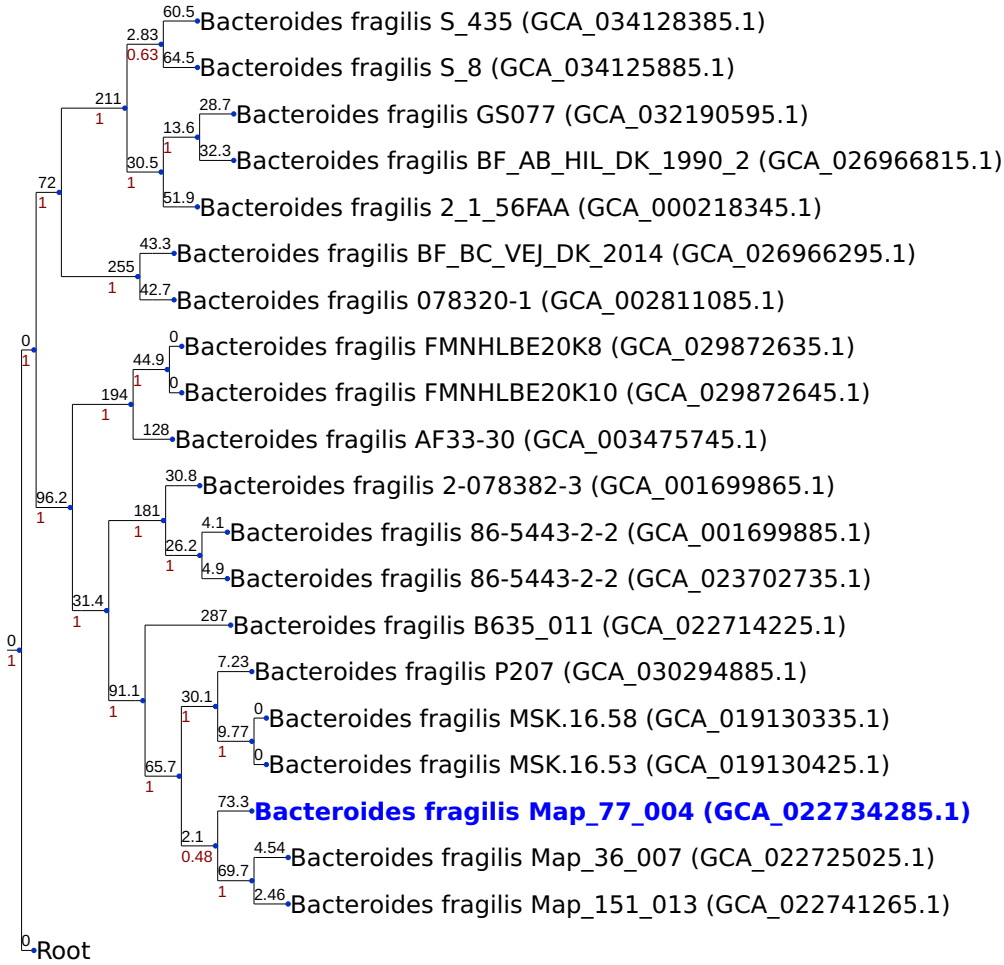 60.5
Bacteroides fragilis S_435 (GCA_034128385.1)
2.83
0.63
64.5
Bacteroides fragilis S_8 (GCA_034125885.1)
211
1
28.7
Bacteroides fragilis GS077 (GCA_032190595.1)
13.6
1
32.3
Bacteroides fragilis BF_AB_HIL_DK_1990_2 (GCA_026966815.1)
30.5
1
51.9
Bacteroides fragilis 2_1_56FAA (GCA_000218345.1)
72
1
43.3
Bacteroides fragilis BF_BC_VEJ_DK_2014 (GCA_026966295.1)
255
1
42.7
Bacteroides fragilis 078320-1 (GCA_002811085.1)
0
1
0
Bacteroides fragilis FMNHLBE20K8 (GCA_029872635.1)
44.9
1
0
Bacteroides fragilis FMNHLBE20K10 (GCA_029872645.1)
194
1
128
Bacteroides fragilis AF33-30 (GCA_003475745.1)
96.2
1
30.8
Bacteroides fragilis 2-078382-3 (GCA_001699865.1)
181
1
4.1
Bacteroides fragilis 86-5443-2-2 (GCA_001699885.1)
26.2
1
4.9
Bacteroides fragilis 86-5443-2-2 (GCA_023702735.1)
31.4
1
287
Bacteroides fragilis B635_011 (GCA_022714225.1)
0
1
7.23
Bacteroides fragilis P207 (GCA_030294885.1)
91.1
1
30.1
1
0
Bacteroides fragilis MSK.16.58 (GCA_019130335.1)
9.77
1
0
Bacteroides fragilis MSK.16.53 (GCA_019130425.1)
65.7
1
73.3
Bacteroides fragilis Map_77_004 (GCA_022734285.1)
2.1
0.48
4.54
Bacteroides fragilis Map_36_007 (GCA_022725025.1)
69.7
1
2.46
Bacteroides fragilis Map_151_013 (GCA_022741265.1)
0
Root